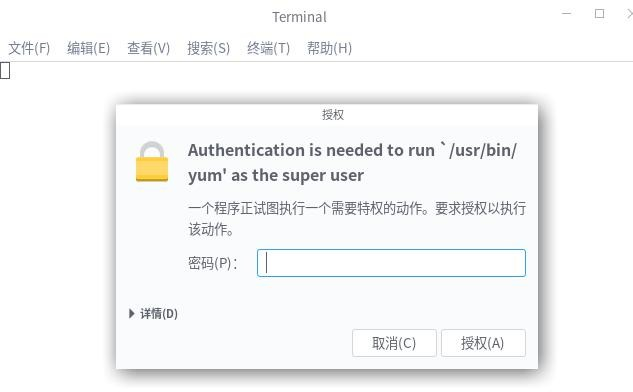 Terminal
文件(F) 编辑(E) 查看(V) 搜索(S) 终端(T) 帮助(H)
授权
Authentication is needed to run `/usr/bin/
yum' as the super user
一个程序正试图执行一个需要特权的动作。要求授权以执行
该动作。
密码(P)：
详情(D)
取消(C) 授权(A)